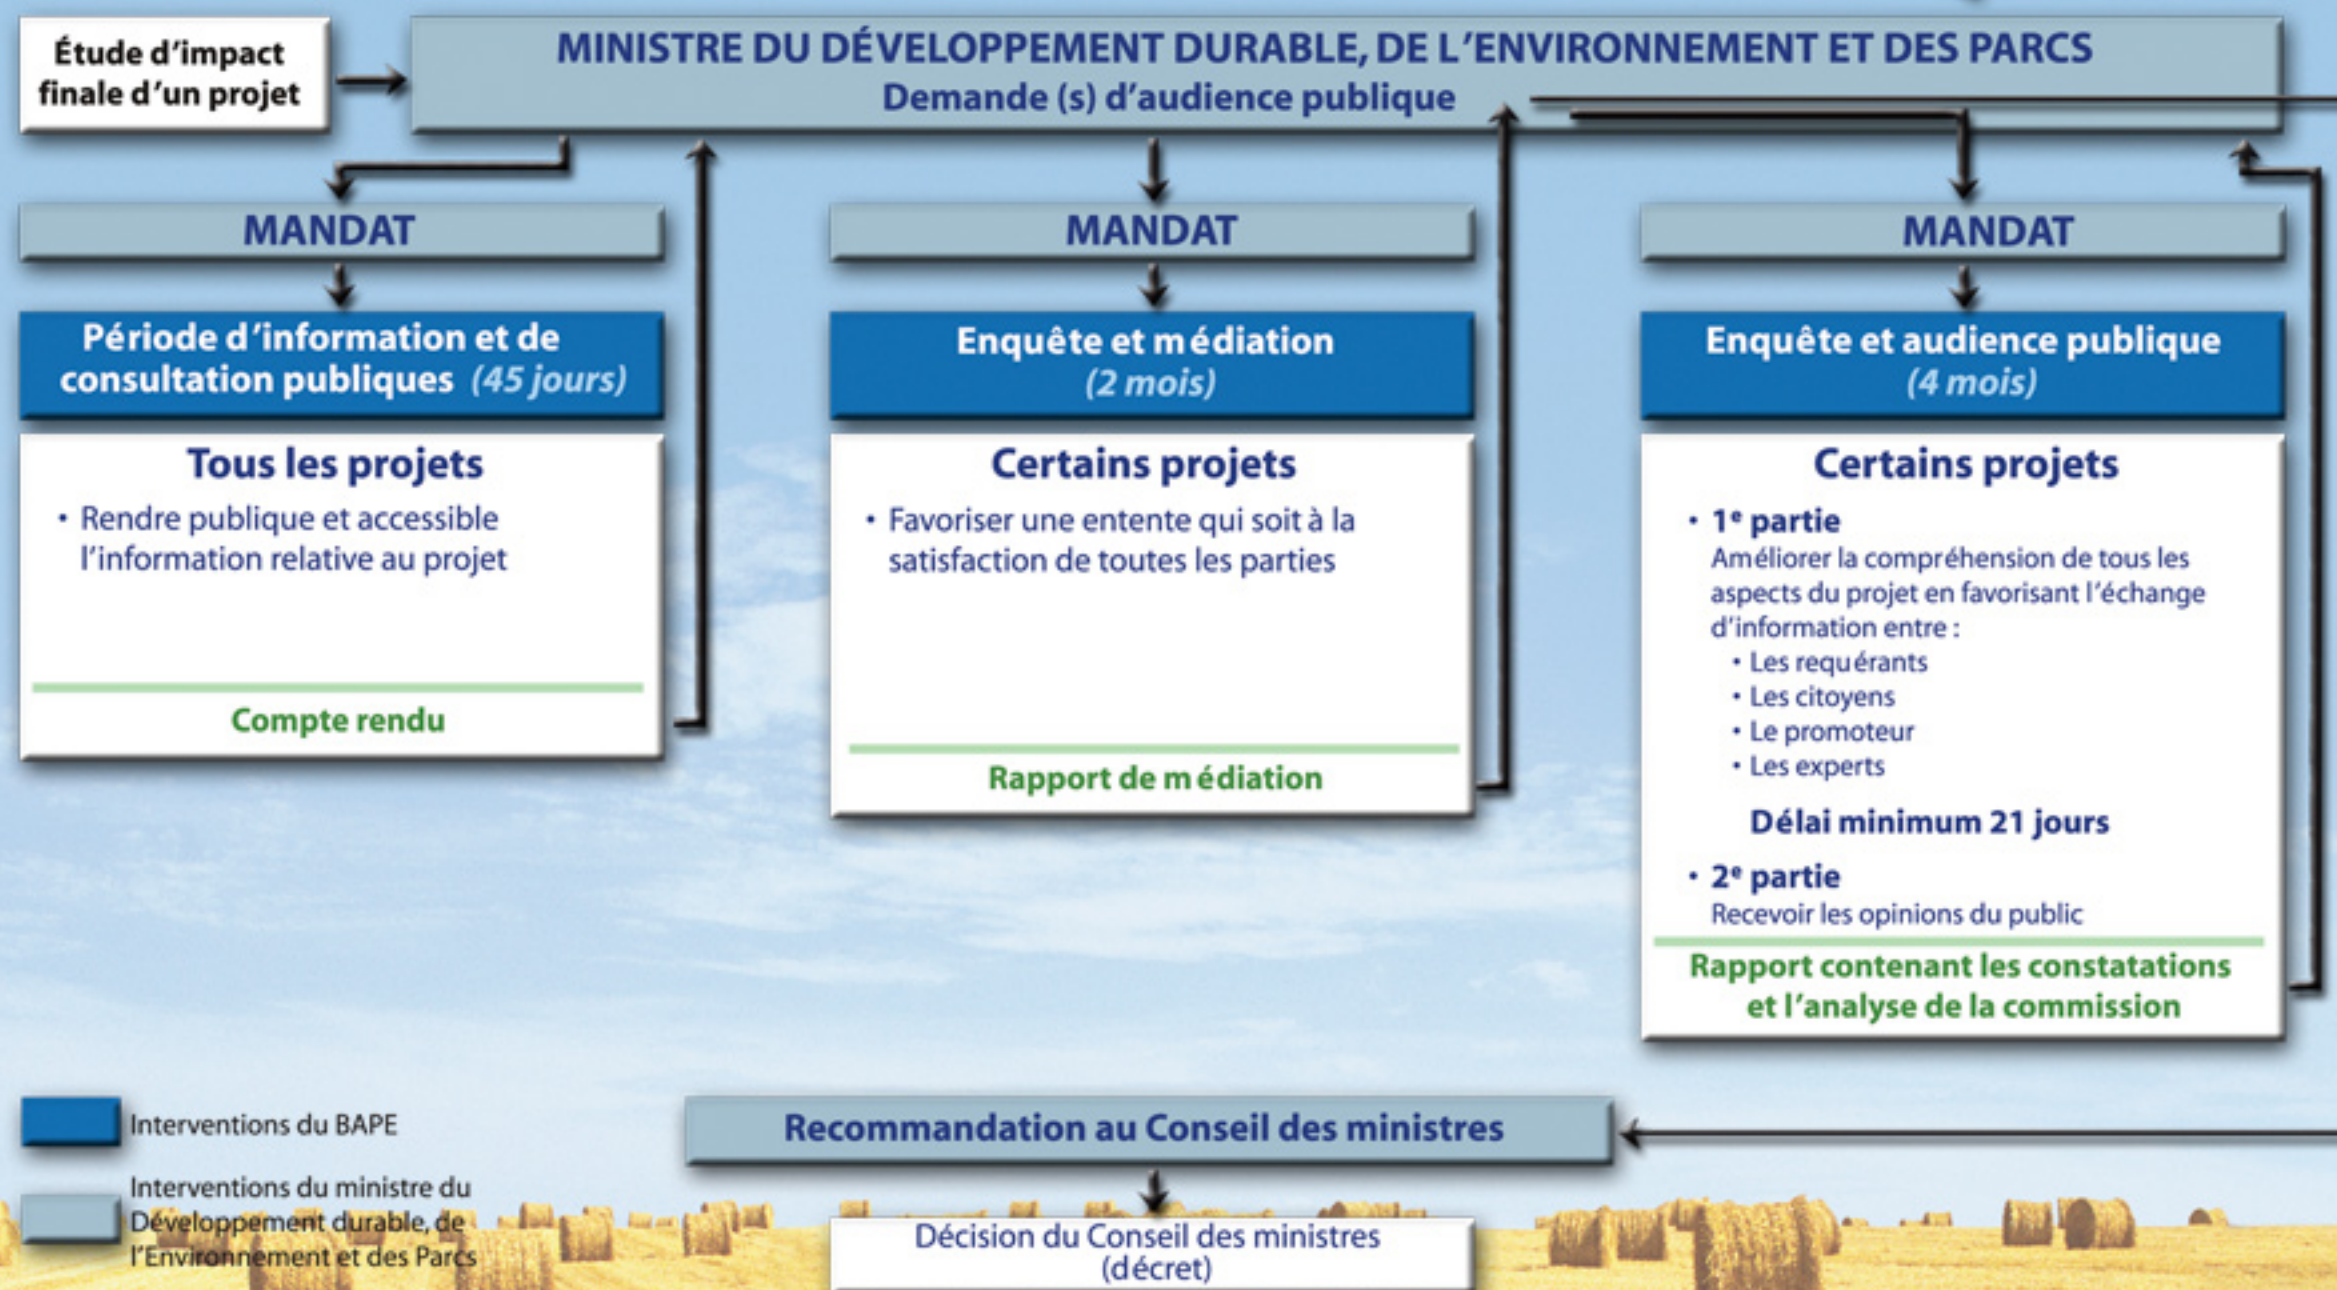 Étude d'impact
finale d'un projet
MINISTRE DU DÉVELOPPEMENT DURABLE, DE L'ENVIRONNEMENT ET DES PARCS
Demande (s) d'audience publique
MANDAT
Période d'information et de
consultation publiques (45 jours)
Tous les projets
• Rendre publique et accessible
l'information relative au projet
Compte rendu
MANDAT
Enquête et médiation
(2 mois)
Certains projets
• Favoriser une entente qui soit à la
satisfaction de toutes les parties
Rapport de médiation
MANDAT
Enquête et audience publique
(4 mois)
Certains projets
• 1e partie
Améliorer la compréhension de tous les
aspects du projet en favorisant l'échange
d'information entre :
• Les requérants
• Les citoyens
• Le promoteur
• Les experts
Délai minimum 21 jours
• 2e partie
Recevoir les opinions du public
Rapport contenant les constatations
et l'analyse de la commission
Interventions du BAPE
Interventions du ministre du
Développement durable, de
l'Environnement et des Parcs
Recommandation au Conseil des ministres
Décision du Conseil des ministres
(décret)